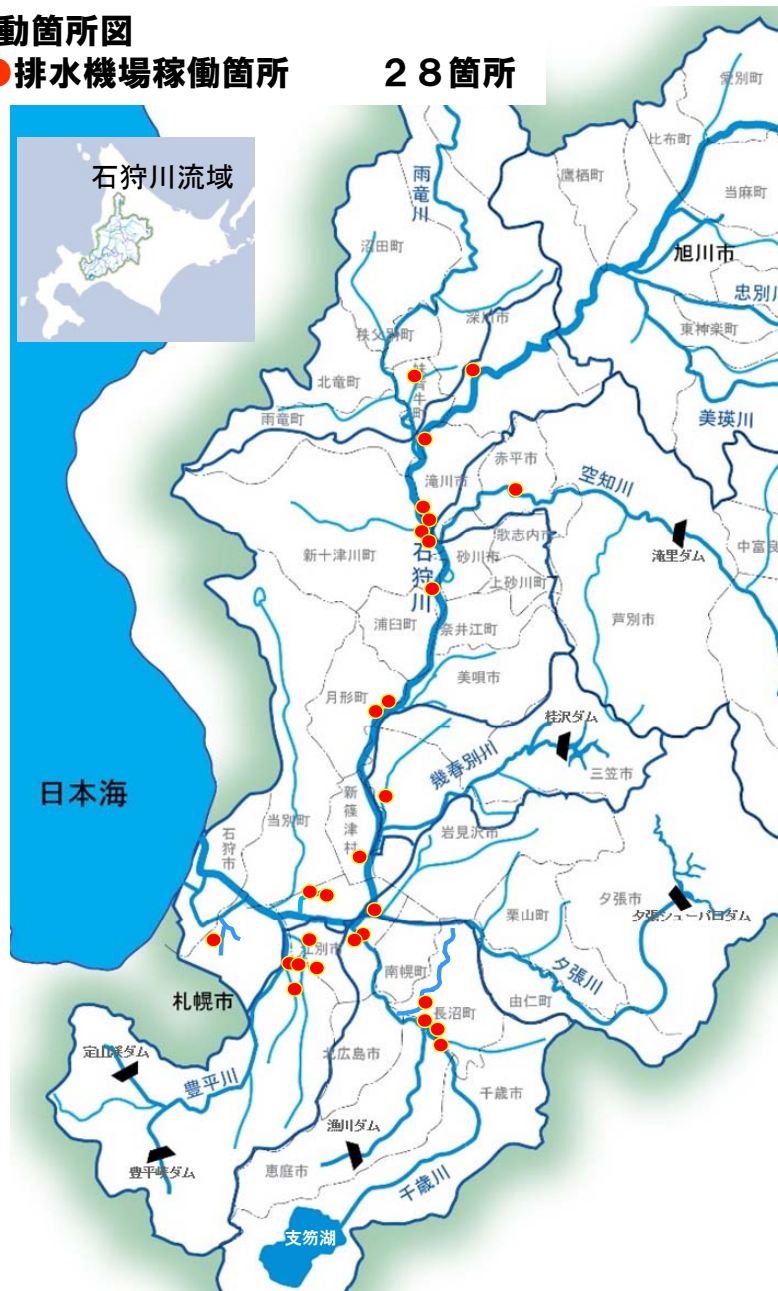 動箇所図
排水機場稼働箇所　２８箇所
石狩川流域
愛別町
比布町
鷹栖町
当麻町
雨竜川
沼田町
旭川市
忠別川
秩父別町
深川市
東神楽町
北竜町
妹背牛町
雨竜町
美瑛川
赤平市
滝川市
空知川
歌志内市
新十津川町
砂川市
中富良
滝里ダム
石狩川
上砂川町
芦別市
浦臼町
奈井江町
美唄市
月形町
桂沢ダム
幾春別川
三笠市
日本海
新篠津村
当別町
石狩市
岩見沢市
夕張市
栗山町
夕張シューパロダム
江別市
南幌町
夕張川
札幌市
長沼町
由仁町
定山渓ダム
北広島市
豊平川
千歳市
漁川ダム
豊平峡ダム
恵庭市
千歳川
支笏湖